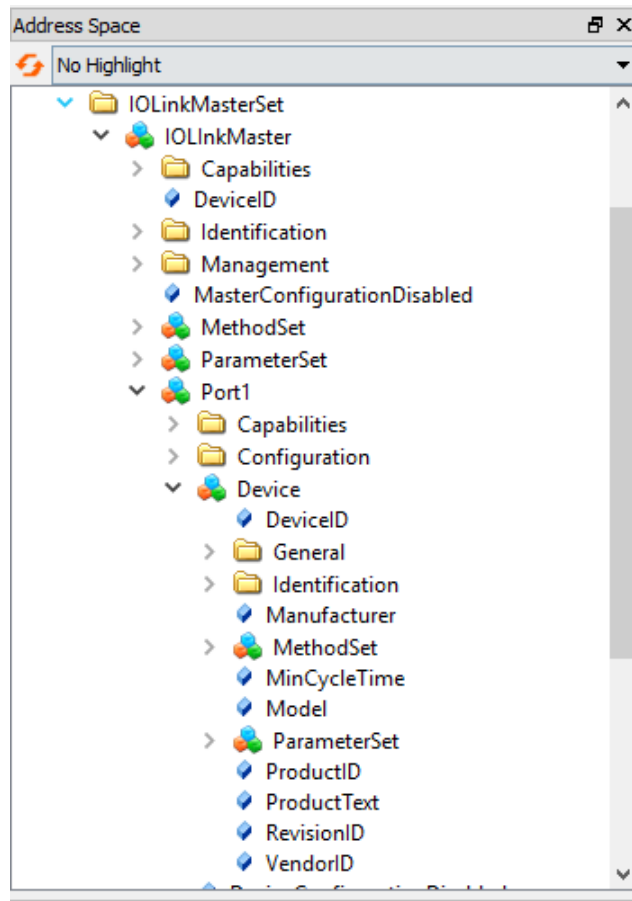 Address Space
No Highlight
IOLinkMasterSet
IOLInkMaster
Capabilities
DeviceID
Identification
Management
MasterConfigurationDisabled
MethodSet
ParameterSet
Port1
Capabilities
Configuration
Device
DeviceID
General
Identification
Manufacturer
MethodSet
MinCycleTime
Model
ParameterSet
ProductID
ProductText
RevisionID
VendorID